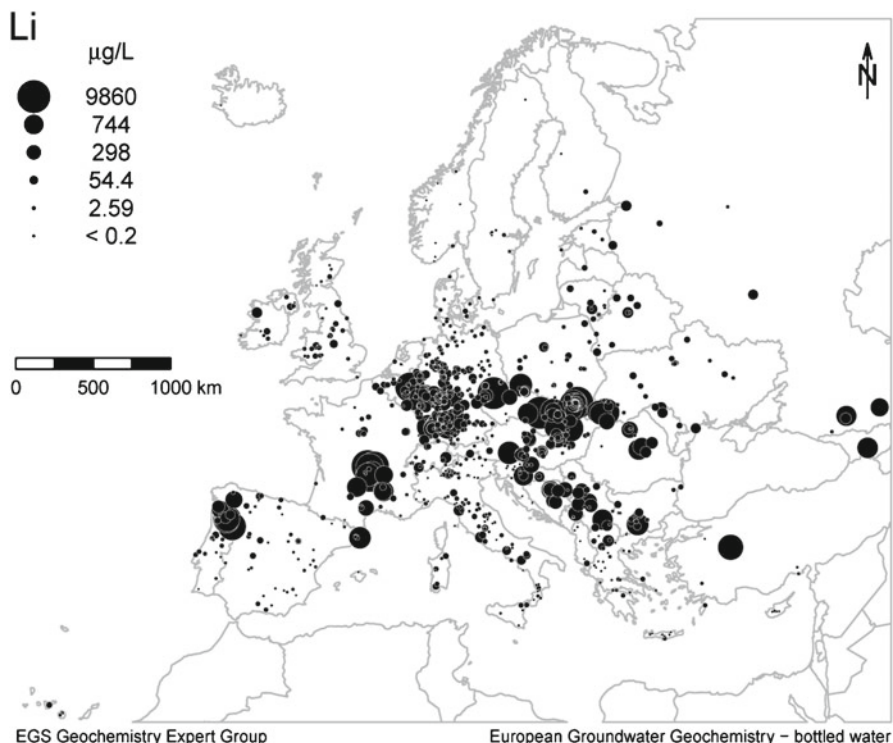 Li
µg/L
9860
744
298
54.4
2.59
< 0.2
N
0 500 1000 km
EGS Geochemistry Expert Group
European Groundwater Geochemistry − bottled water